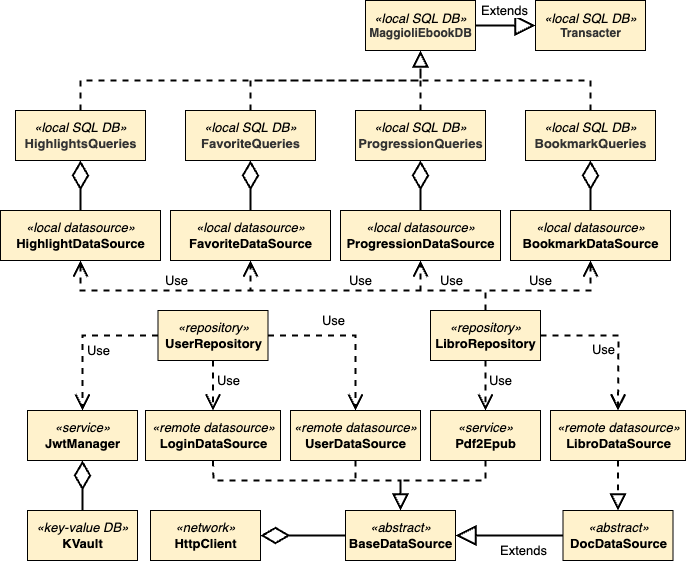 «local SQL DB»
MaggioliEbookDB
Extends
«local SQL DB»
Transacter
«local SQL DB»
HighlightsQueries
«local SQL DB»
FavoriteQueries
«local SQL DB»
ProgressionQueries
«local SQL DB»
BookmarkQueries
«local datasource»
HighlightDataSource
«local datasource»
FavoriteDataSource
«local datasource»
ProgressionDataSource
«local datasource»
BookmarkDataSource
Use
Use
Use
Use
«repository»
UserRepository
Use
«repository»
LibroRepository
Use
Use
Use
Use
«service»
JwtManager
«remote datasource»
LoginDataSource
«remote datasource»
UserDataSource
«service»
Pdf2Epub
«remote datasource»
LibroDataSource
«key-value DB»
KVault
«network»
HttpClient
«abstract»
BaseDataSource
Extends
«abstract»
DocDataSource